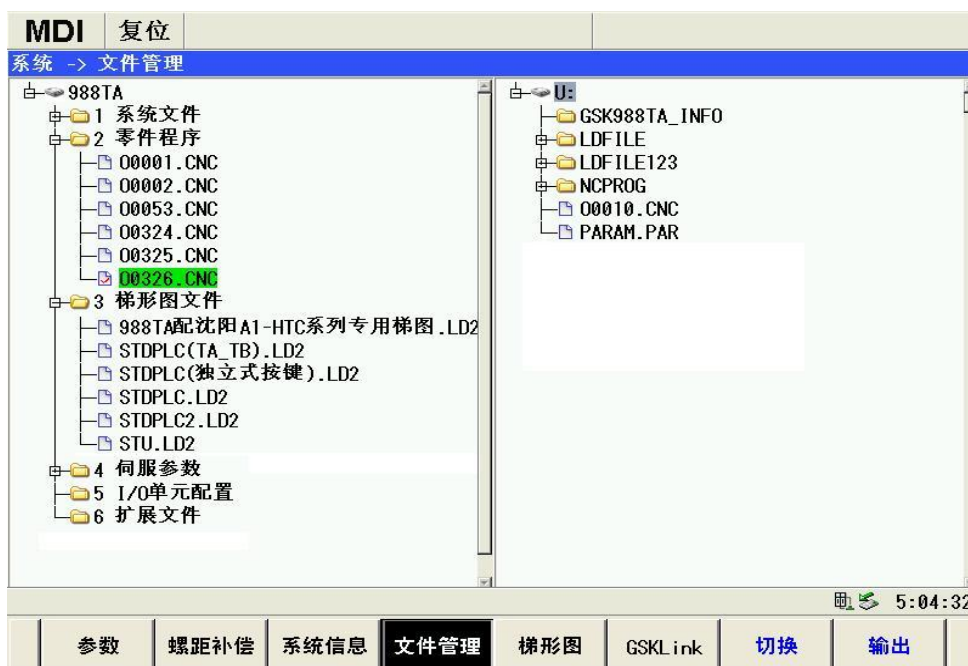 MDI 复位
系统 -> 文件管理
988TA
1 系统文件
2 零件程序
O0001.CNC
O0002.CNC
O0053.CNC
O0324.CNC
O0325.CNC
O0326.CNC
3 梯形图文件
988TA配沈阳A1-HTC系列专用梯图.LD2
STDPLC(TA_TB).LD2
STDPLC(独立式按键).LD2
STDPLC.LD2
STDPLC2.LD2
STU.LD2
4 伺服参数
5 I/O单元配置
6 扩展文件
U:
GSK988TA_INFO
LDFILE
LDFILE123
NCPROG
O0010.CNC
PARAM.PAR
5:04:32
参数 螺距补偿 系统信息 文件管理 梯形图 GSKLink 切换 输出